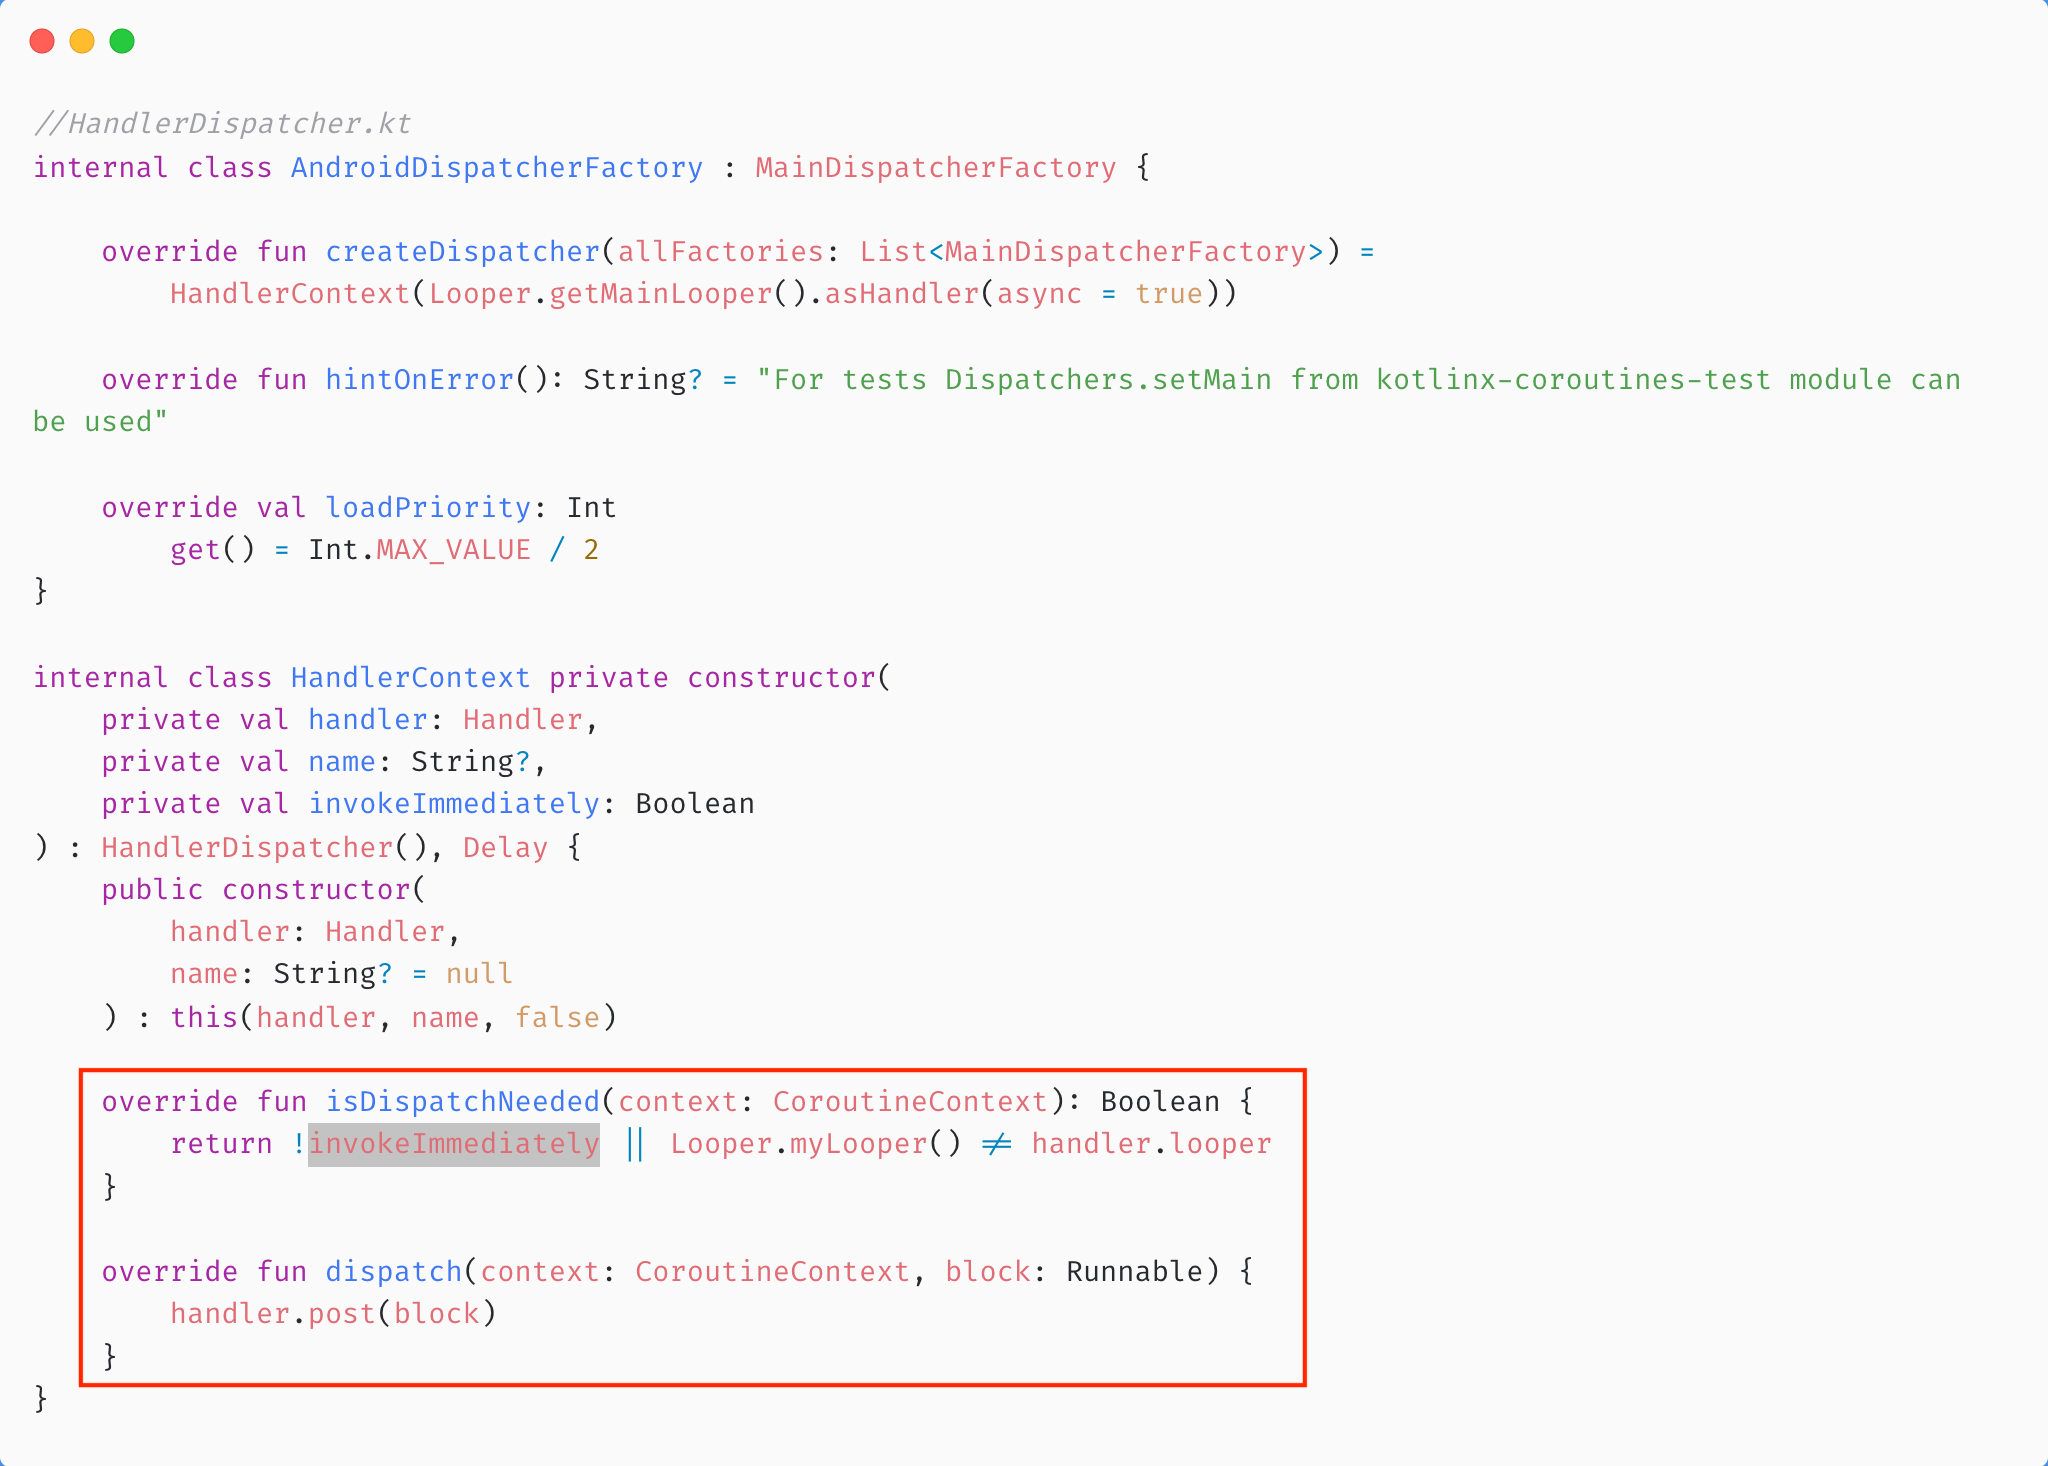 //HandlerDispatcher.kt
internal class AndroidDispatcherFactory : MainDispatcherFactory {
override fun createDispatcher(allFactories: List<MainDispatcherFactory>) =
HandlerContext(Looper.getMainLooper().asHandler(async = true))
override fun hintOnError(): String? = "For tests Dispatchers.setMain from kotlinx-coroutines-test module can
be used"
override val loadPriority: Int
get() = Int.MAX_VALUE / 2
}
internal class HandlerContext private constructor(
private val handler: Handler,
private val name: String?,
private val invokeImmediately: Boolean
) : HandlerDispatcher(), Delay {
public constructor(
handler: Handler,
name: String? = null
) : this(handler, name, false)
override fun isDispatchNeeded(context: CoroutineContext): Boolean {
return !invokeImmediately || Looper.myLooper() != handler.looper
}
override fun dispatch(context: CoroutineContext, block: Runnable) {
handler.post(block)
}
}